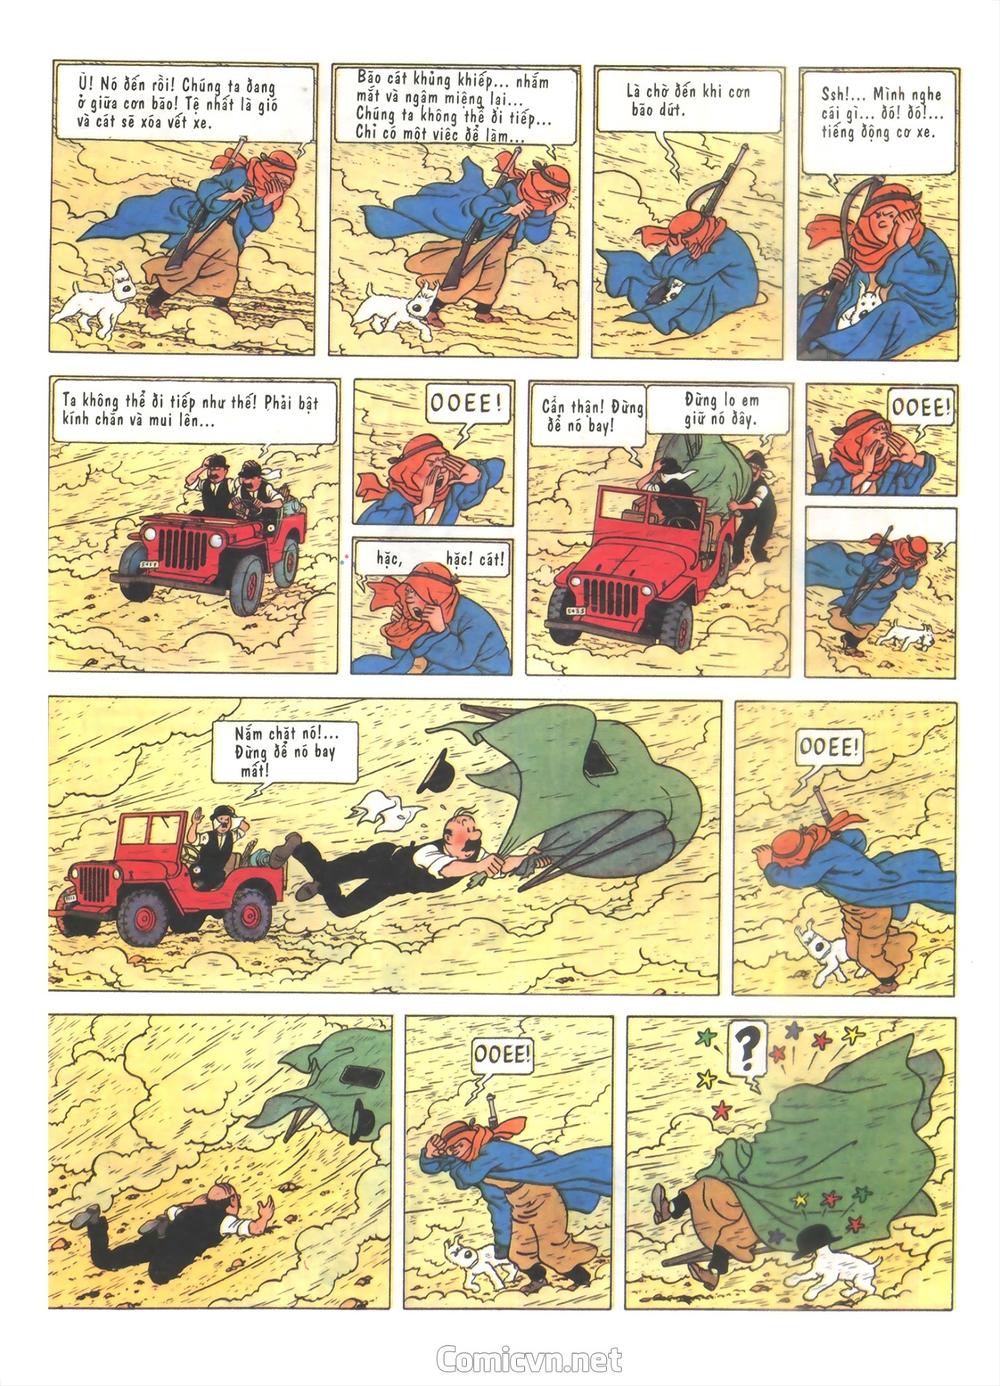 Ù! Nó đến rồi! Chúng ta đang
ở giữa cơn bão! Tệ nhất là gió
và cát sẽ xóa vết xe.
Bão cát khủng khiếp... nhắm
mắt và ngậm miệng lại...
Chúng ta không thể đi tiếp...
Chỉ có một việc để làm...
Là chờ đến khi cơn
bão dứt.
Ssh!... Mình nghe
cái gì... đó! đó!...
tiếng động cơ xe.
Ta không thể đi tiếp như thế! Phải bật
kính chắn và mui lên...
OOEE!
hặc, hặc! cát!
Cẩn thận! Đừng
để nó bay!
Đừng lo em
giữ nó đây.
OOEE!
Nắm chặt nó!...
Đừng để nó bay
mất!
OOEE!
OOEE!
?
Comicvn.net